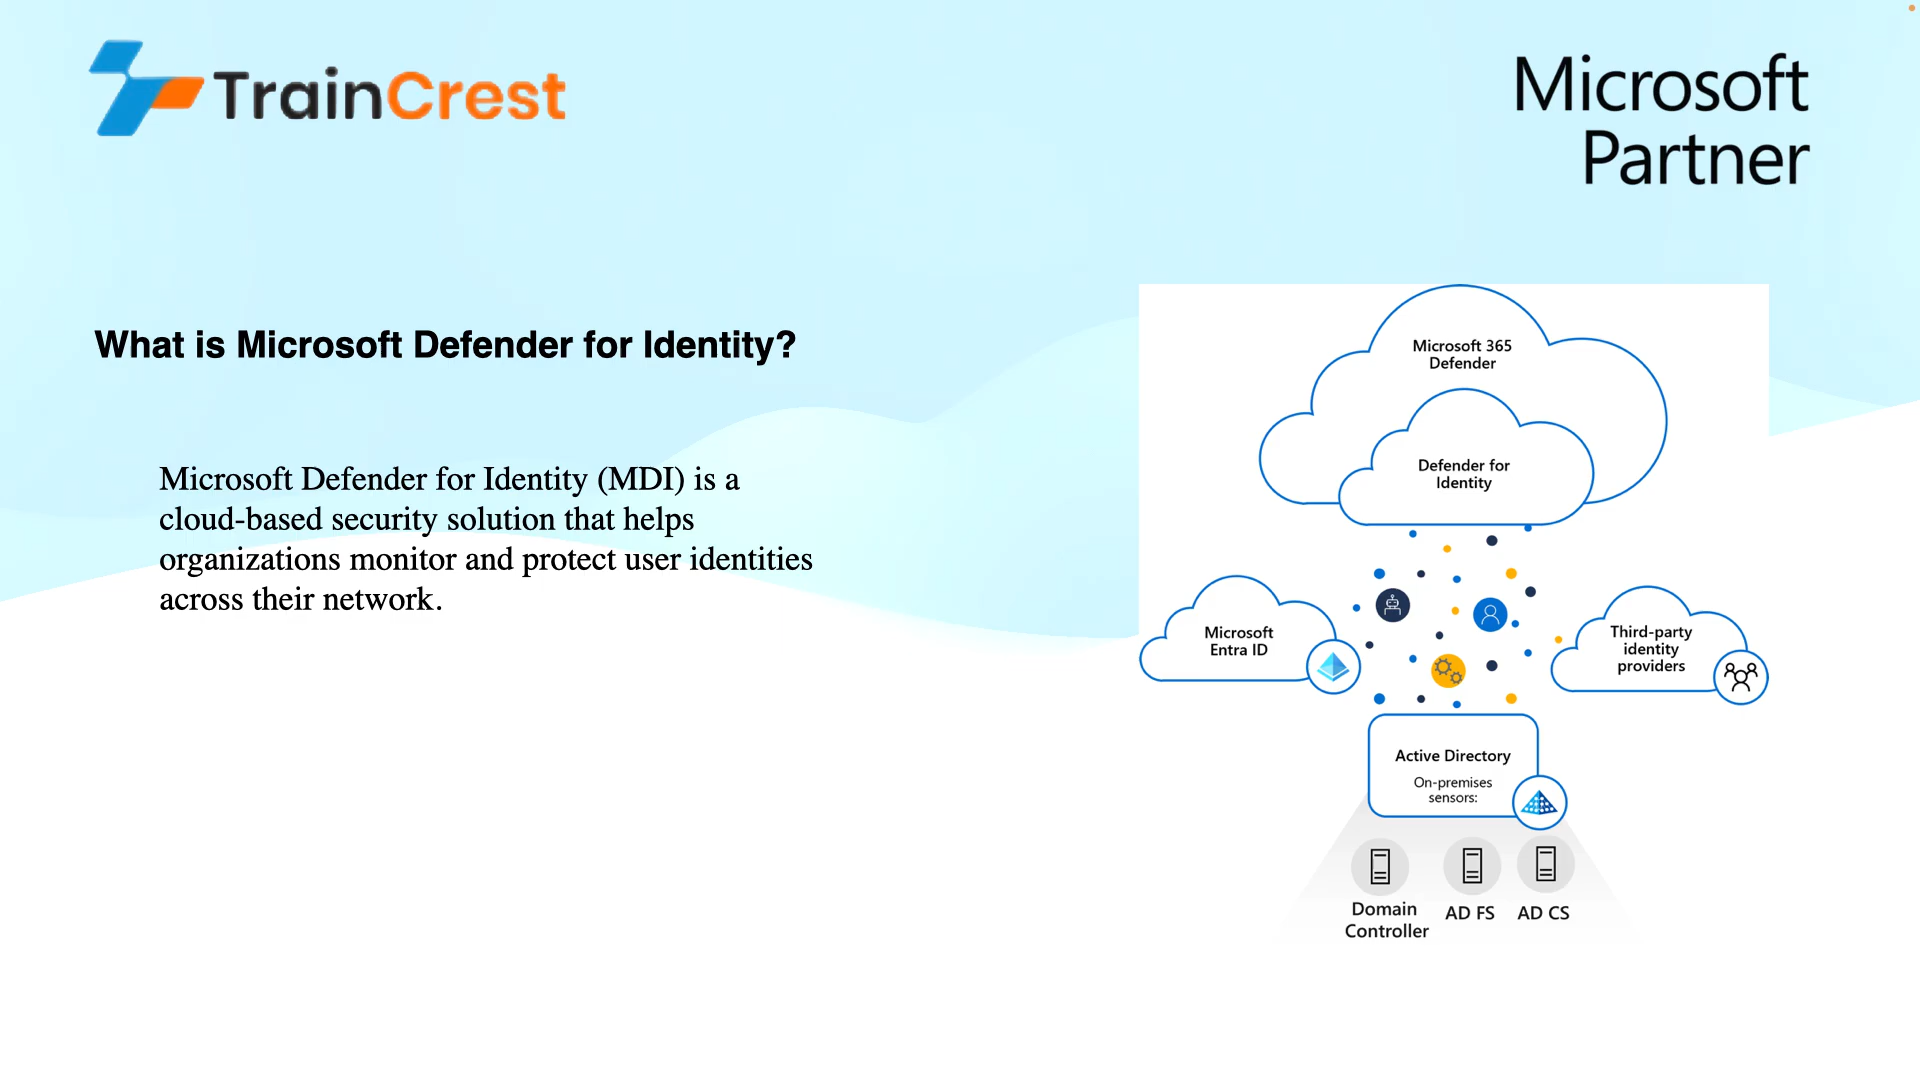 TrainCrest
Microsoft
Partner
What is Microsoft Defender for Identity?
Microsoft Defender for Identity (MDI) is a
cloud-based security solution that helps
organizations monitor and protect user identities
across their network.
Microsoft 365
Defender
Defender for
Identity
Microsoft
Entra ID
Third-party
identity
providers
Active Directory
On-premises
sensors:
Domain
Controller
AD FS
AD CS